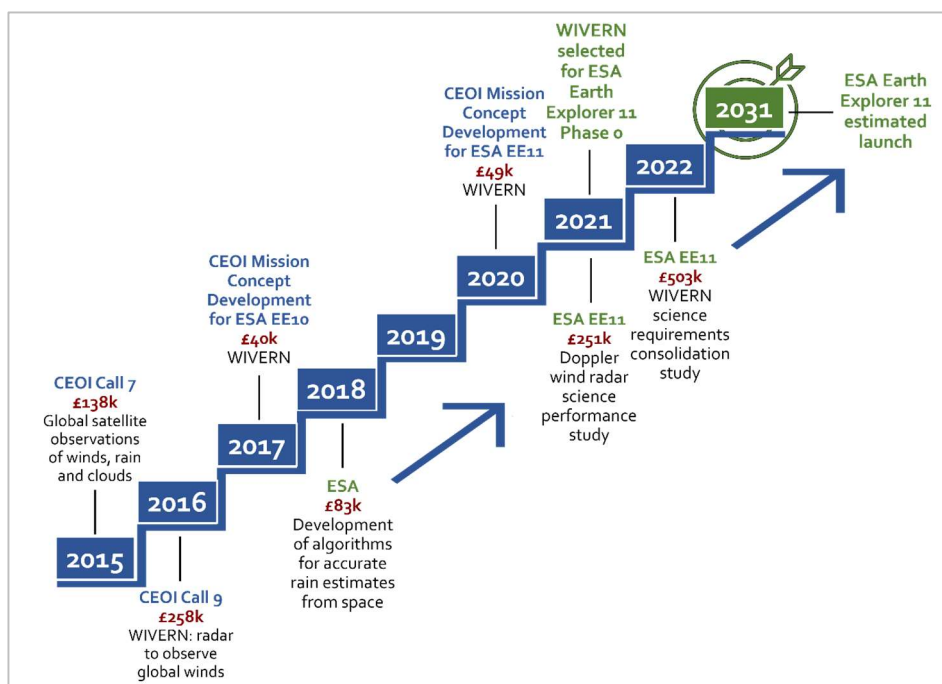 CEOI Call 7
£138k
Global satellite
observations
of winds, rain
and clouds
2015
2016
CEOI Call 9
£258k
WIVERN: radar
to observe
global winds
CEOI Mission
Concept
Development
for ESA EE10
£40k
WIVERN
2017
2018
ESA
£83k
Development
of algorithms
for accurate
rain estimates
from space
2019
CEOI Mission
Concept
Development
for ESA EE11
£49k
WIVERN
2020
WIVERN
selected
for ESA
Earth
Explorer 11
Phase 0
2021
ESA EE11
£251k
Doppler
wind radar
science
performance
study
2022
ESA EE11
£503k
WIVERN
science
requirements
consolidation
study
2031
ESA Earth
Explorer 11
estimated
launch